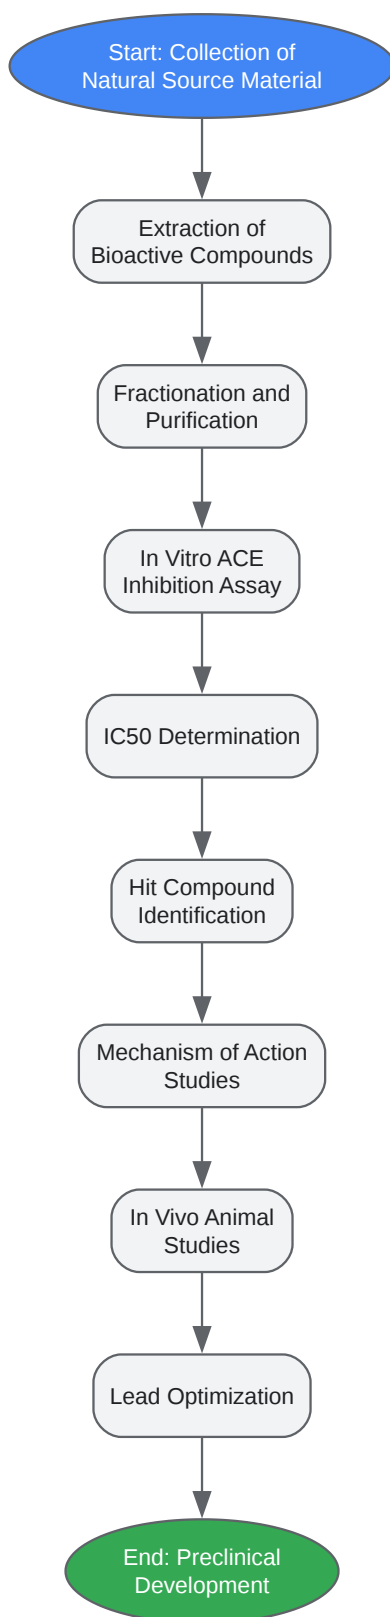 Start: Collection of
Natural Source Material
Extraction of
Bioactive Compounds
Fractionation and
Purification
In Vitro ACE
Inhibition Assay
IC50 Determination
Hit Compound
Identification
Mechanism of Action
Studies
In Vivo Animal
Studies
Lead Optimization
End: Preclinical
Development